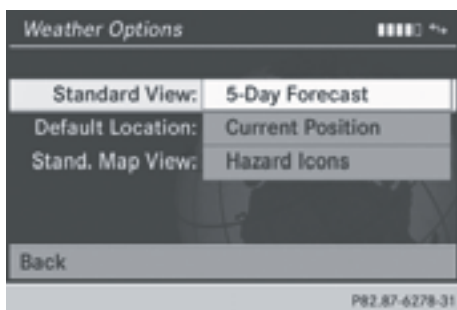 Weather Options
Standard View: 5-Day Forecast
Default Location: Current Position
Stand. Map View: Hazard Icons
Back
P82.87-6278-31